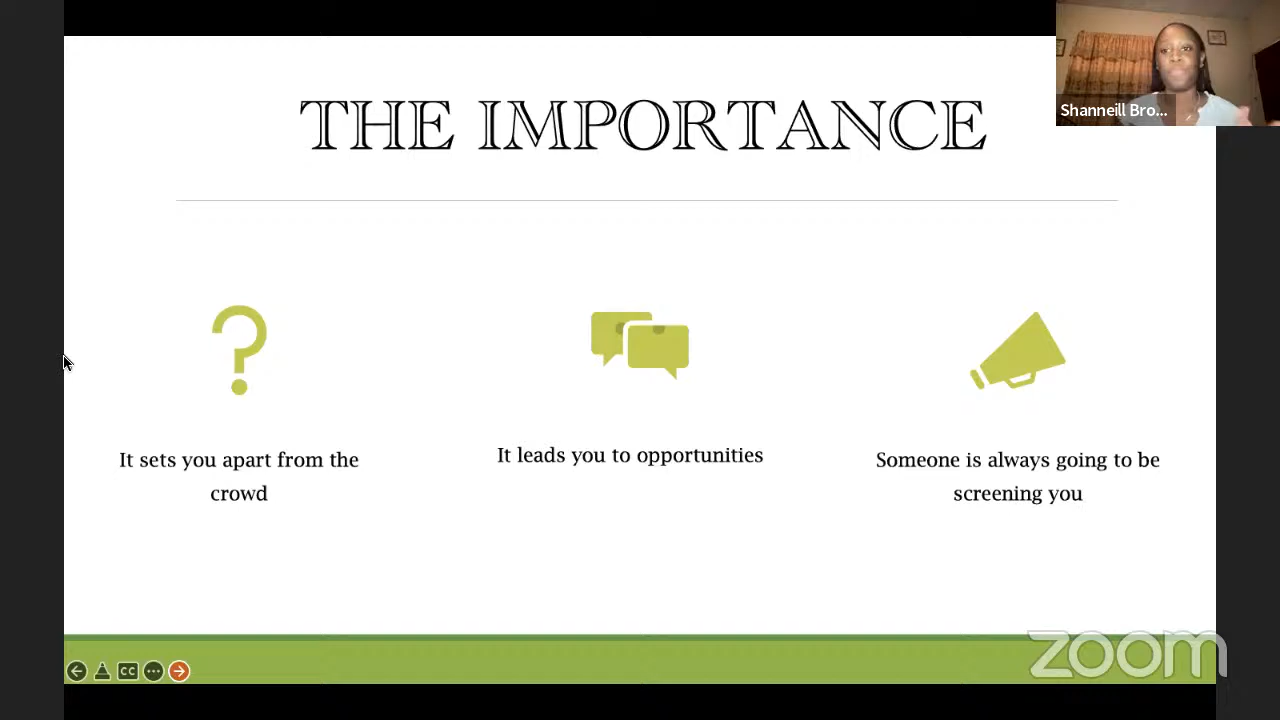 THE IMPORTANCE
Shanneill Bro...
It sets you apart from the
crowd
It leads you to opportunities
Someone is always going to be
screening you
CC
zoom